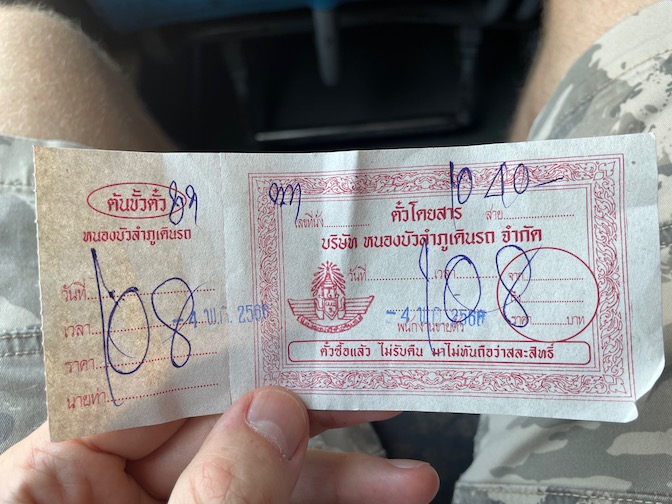 ต้นขั้วตั๋ว
หนองบัวลำภูเดินรถ
วันที่
108
- 4 พ.ค. 2566
เวลา
ราคา
นายท่า
10 40-
เลขที่นั่ง ตั๋วโดยสาร สาย
บริษัท หนองบัวลำภูเดินรถ จำกัด
วันที่ เวลา จาก
108
- 4 พ.ค. 2566 ถึง
พนักงานขายตั๋ว ราคา บาท
ตั๋วซื้อแล้ว ไม่รับคืน มาไม่ทันถือว่าสละสิทธิ์